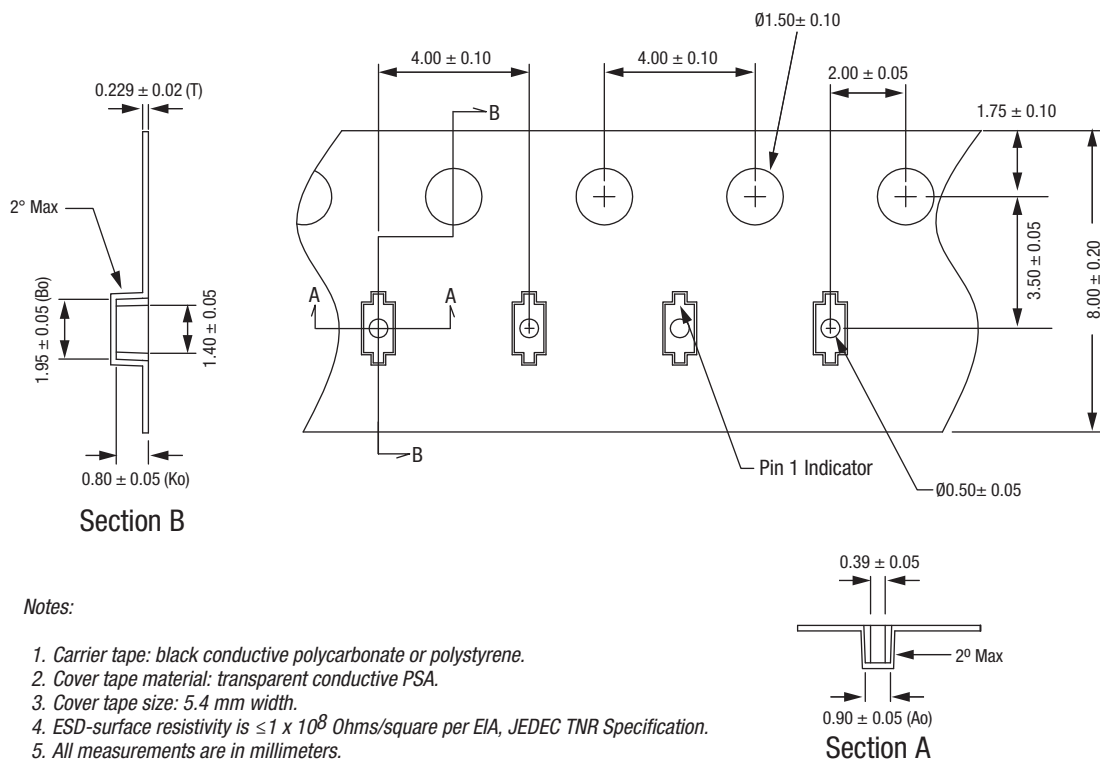 Ø1.50± 0.10
4.00 ± 0.10
4.00 ± 0.10
2.00 ± 0.05
0.229 ± 0.02 (T)
1.75 ± 0.10
B
2° Max
3.50 ± 0.05
8.00 ± 0.20
A
A
1.95 ± 0.05 (Bo)
1.40 ± 0.05
B
Pin 1 Indicator
0.80 ± 0.05 (Ko)
Ø0.50± 0.05
Section B
0.39 ± 0.05
Notes:
1. Carrier tape: black conductive polycarbonate or polystyrene.
2. Cover tape material: transparent conductive PSA.
3. Cover tape size: 5.4 mm width.
4. ESD-surface resistivity is ≤1 x 10⁸ Ohms/square per EIA, JEDEC TNR Specification.
5. All measurements are in millimeters.
2º Max
0.90 ± 0.05 (Ao)
Section A